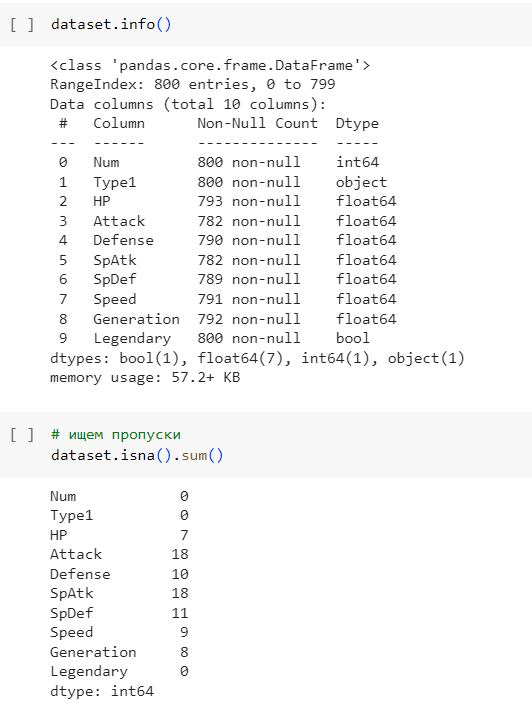 [ ] dataset.info()
<class 'pandas.core.frame.DataFrame'>
RangeIndex: 800 entries, 0 to 799
Data columns (total 10 columns):
 #   Column      Non-Null Count  Dtype
---  ------      --------------  -----
 0   Num         800 non-null    int64
 1   Type1       800 non-null    object
 2   HP          793 non-null    float64
 3   Attack      782 non-null    float64
 4   Defense     790 non-null    float64
 5   SpAtk       782 non-null    float64
 6   SpDef       789 non-null    float64
 7   Speed       791 non-null    float64
 8   Generation  792 non-null    float64
 9   Legendary   800 non-null    bool
dtypes: bool(1), float64(7), int64(1), object(1)
memory usage: 57.2+ KB
[ ] # ищем пропуски
dataset.isna().sum()
Num            0
Type1          0
HP             7
Attack        18
Defense       10
SpAtk         18
SpDef         11
Speed          9
Generation     8
Legendary      0
dtype: int64